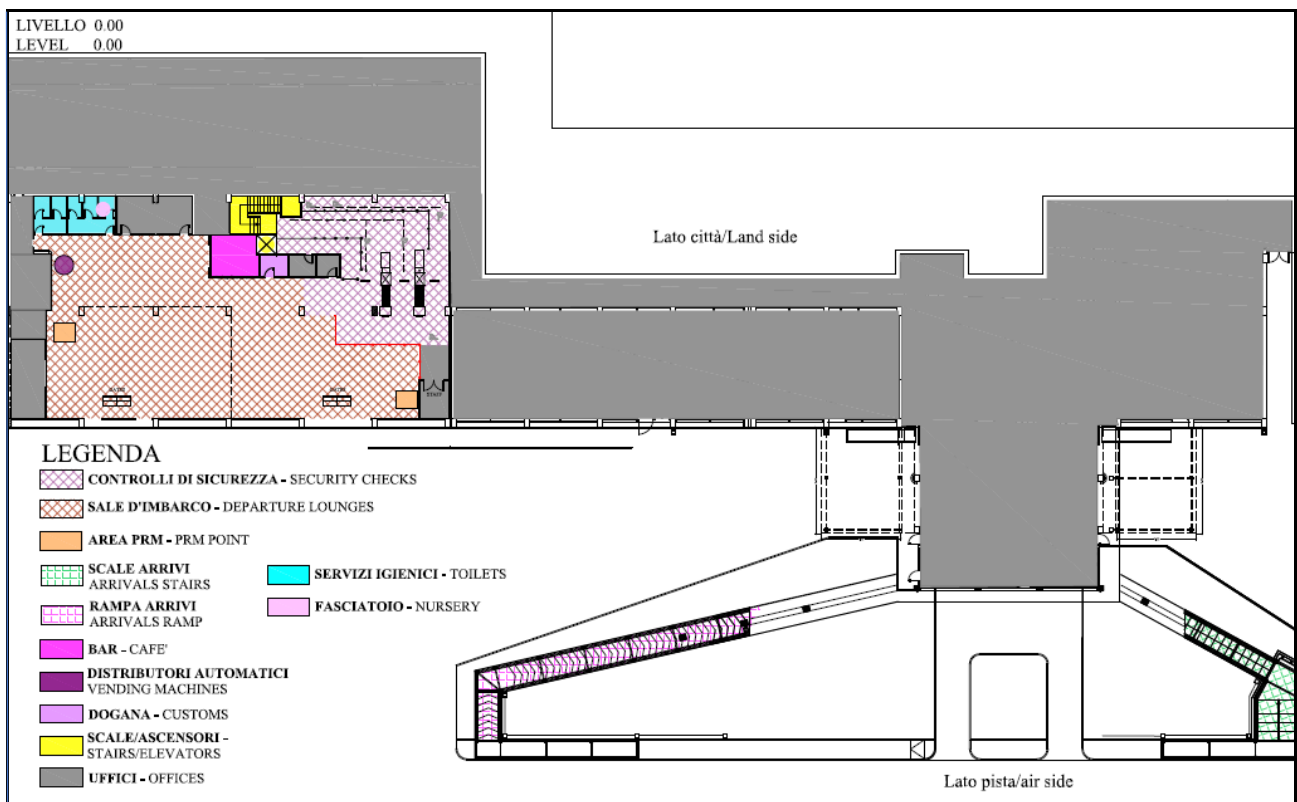 LIVELLO 0.00
LEVEL 0.00
Lato città/Land side
STAFF
LEGENDA
CONTROLLI DI SICUREZZA - SECURITY CHECKS
SALE D'IMBARCO - DEPARTURE LOUNGES
AREA PRM - PRM POINT
SCALE ARRIVI
ARRIVALS STAIRS
RAMPA ARRIVI
ARRIVALS RAMP
BAR - CAFE'
DISTRIBUTORI AUTOMATICI
VENDING MACHINES
DOGANA - CUSTOMS
SCALE/ASCENSORI -
STAIRS/ELEVATORS
UFFICI - OFFICES
SERVIZI IGIENICI - TOILETS
FASCIATOIO - NURSERY
Lato pista/air side